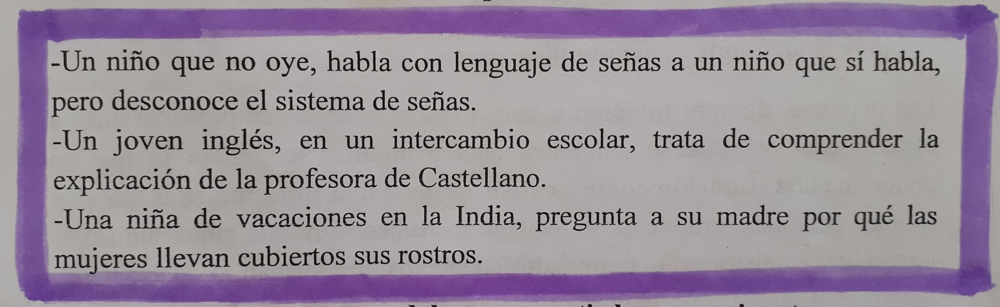 -Un niño que no oye, habla con lenguaje de señas a un niño que sí habla,
pero desconoce el sistema de señas.
-Un joven inglés, en un intercambio escolar, trata de comprender la
explicación de la profesora de Castellano.
-Una niña de vacaciones en la India, pregunta a su madre por qué las
mujeres llevan cubiertos sus rostros.